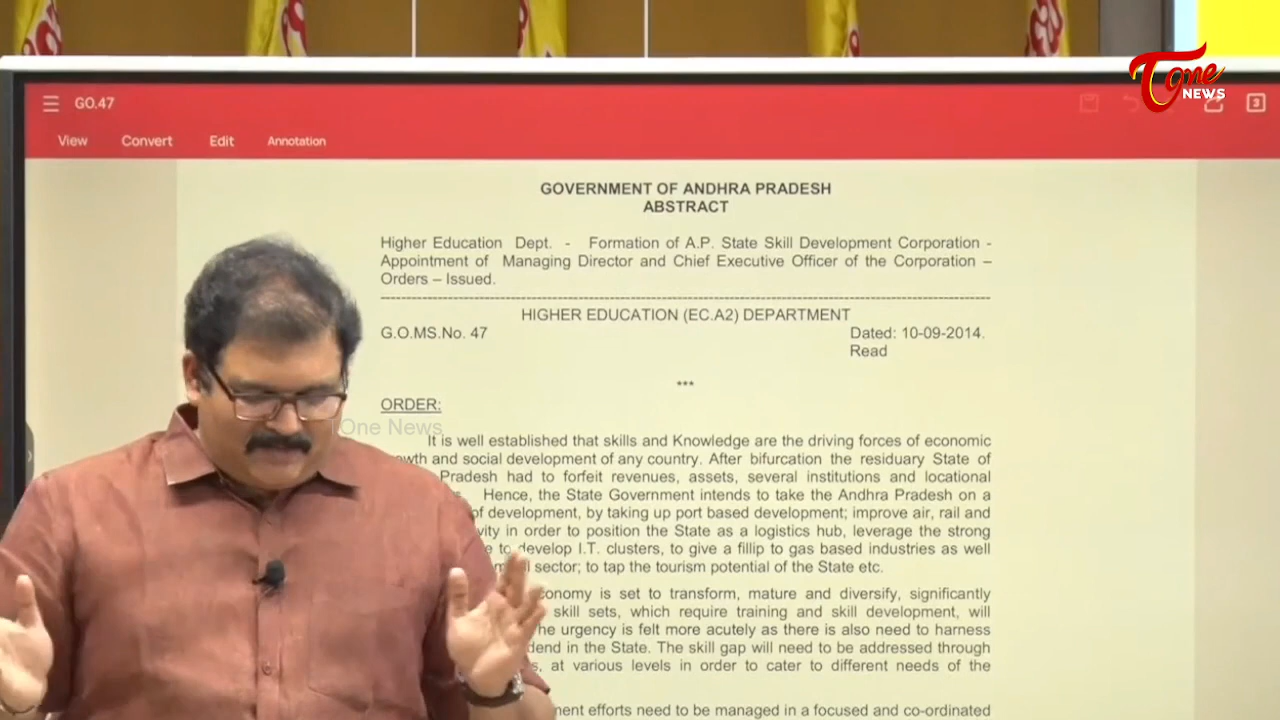 Tone
NEWS
GO.47
View Convert Edit Annotation
GOVERNMENT OF ANDHRA PRADESH
ABSTRACT
Higher Education Dept. - Formation of A.P. State Skill Development Corporation -
Appointment of Managing Director and Chief Executive Officer of the Corporation –
Orders – Issued.
HIGHER EDUCATION (EC.A2) DEPARTMENT
G.O.MS.No. 47 Dated: 10-09-2014.
Read
***
ORDER:
TOne News
It is well established that skills and Knowledge are the driving forces of economic
and social development of any country. After bifurcation the residuary State of
Pradesh had to forfeit revenues, assets, several institutions and locational
Hence, the State Government intends to take the Andhra Pradesh on a
of development, by taking up port based development; improve air, rail and
in order to position the State as a logistics hub, leverage the strong
to develop I.T. clusters, to give a fillip to gas based industries as well
sector; to tap the tourism potential of the State etc.
is set to transform, mature and diversify, significantly
skill sets, which require training and skill development, will
urgency is felt more acutely as there is also need to harness
in the State. The skill gap will need to be addressed through
at various levels in order to cater to different needs of the
efforts need to be managed in a focused and co-ordinated